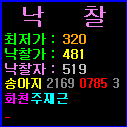 낙 찰
최저가 : 320
낙찰가 : 481
낙찰자 : 519
송아지 2169 0785 3
화천주재근